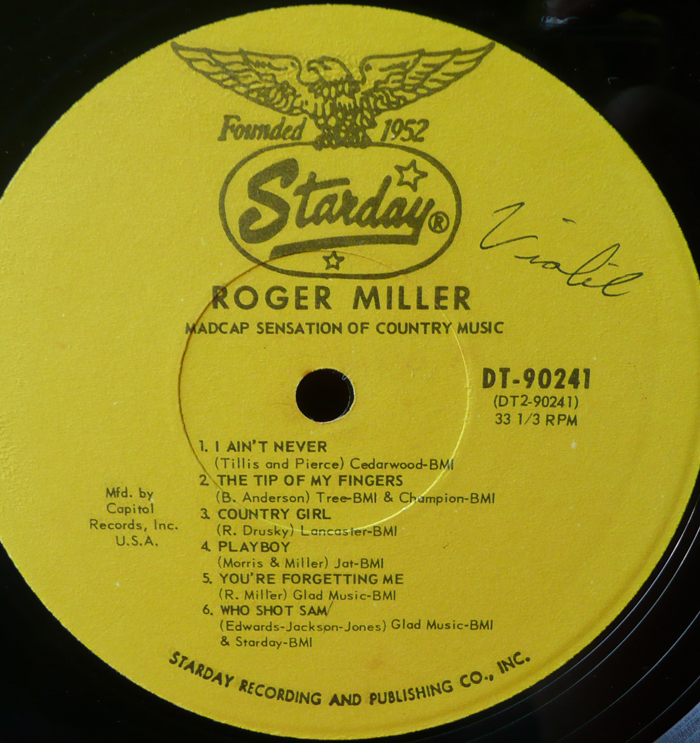 Founded 1952
Starday®
ROGER MILLER
MADCAP SENSATION OF COUNTRY MUSIC
DT-90241
(DT2-90241)
33 1/3 RPM
1. I AIN'T NEVER
(Tillis and Pierce) Cedarwood-BMI
2. THE TIP OF MY FINGERS
(B. Anderson) Tree-BMI & Champion-BMI
3. COUNTRY GIRL
(R. Drusky) Lancaster-BMI
4. PLAYBOY
(Morris & Miller) Jat-BMI
5. YOU'RE FORGETTING ME
(R. Miller) Glad Music-BMI
6. WHO SHOT SAM
(Edwards-Jackson-Jones) Glad Music-BMI
& Starday-BMI
Mfd. by
Capitol
Records, Inc.
U.S.A.
STARDAY RECORDING AND PUBLISHING CO., INC.